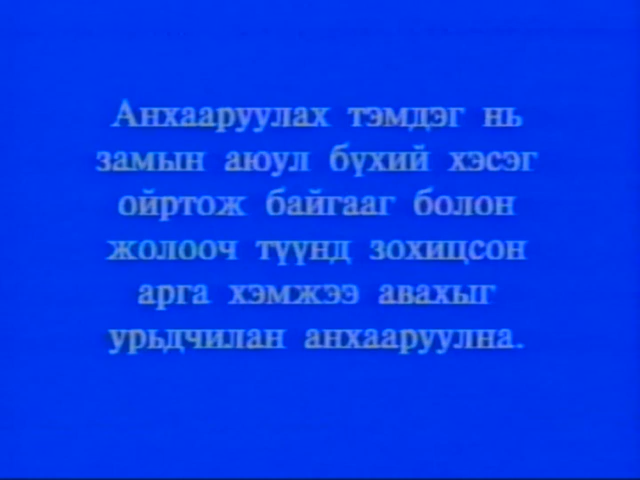 Анхааруулах тэмдэг нь
замын аюул бүхий хэсэг
ойртож байгааг болон
жолооч түүнд зохицсон
арга хэмжээ авахыг
урьдчилан анхааруулна.